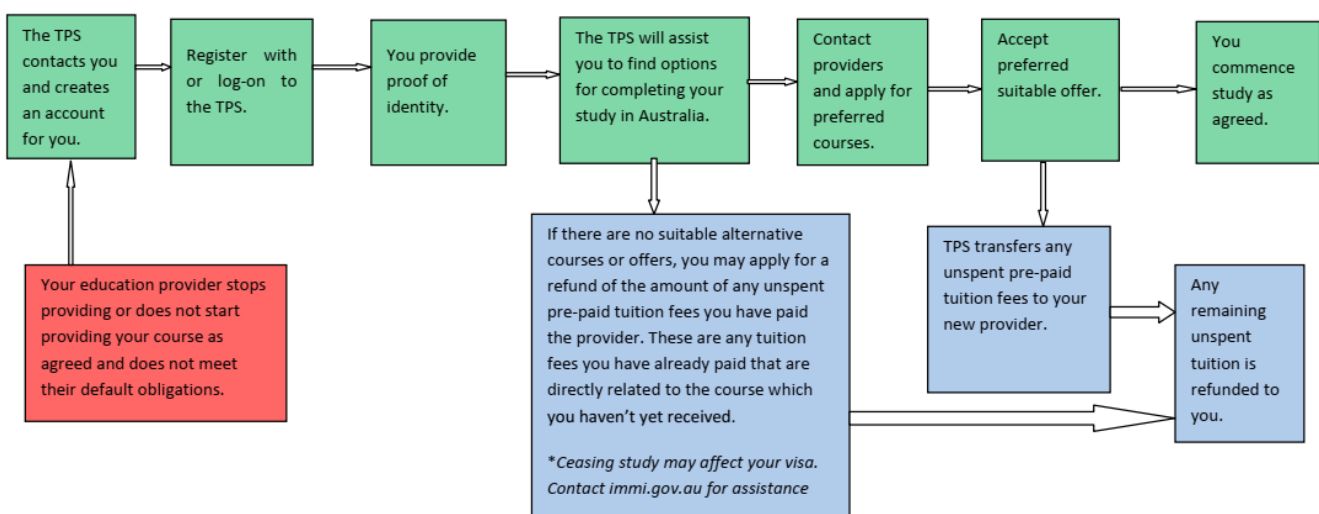 The TPS
contacts you
and creates
an account
for you.
Register with
or log-on to
the TPS.
You provide
proof of
identity.
The TPS will assist
you to find options
for completing your
study in Australia.
Contact
providers
and apply for
preferred
courses.
Accept
preferred
suitable offer.
You
commence
study as
agreed.
Your education provider stops
providing or does not start
providing your course as
agreed and does not meet
their default obligations.
If there are no suitable alternative
courses or offers, you may apply for a
refund of the amount of any unspent
pre-paid tuition fees you have paid
the provider. These are any tuition
fees you have already paid that are
directly related to the course which
you haven’t yet received.
*Ceasing study may affect your visa.
Contact immi.gov.au for assistance
TPS transfers any
unspent pre-paid
tuition fees to your
new provider.
Any
remaining
unspent
tuition is
refunded to
you.